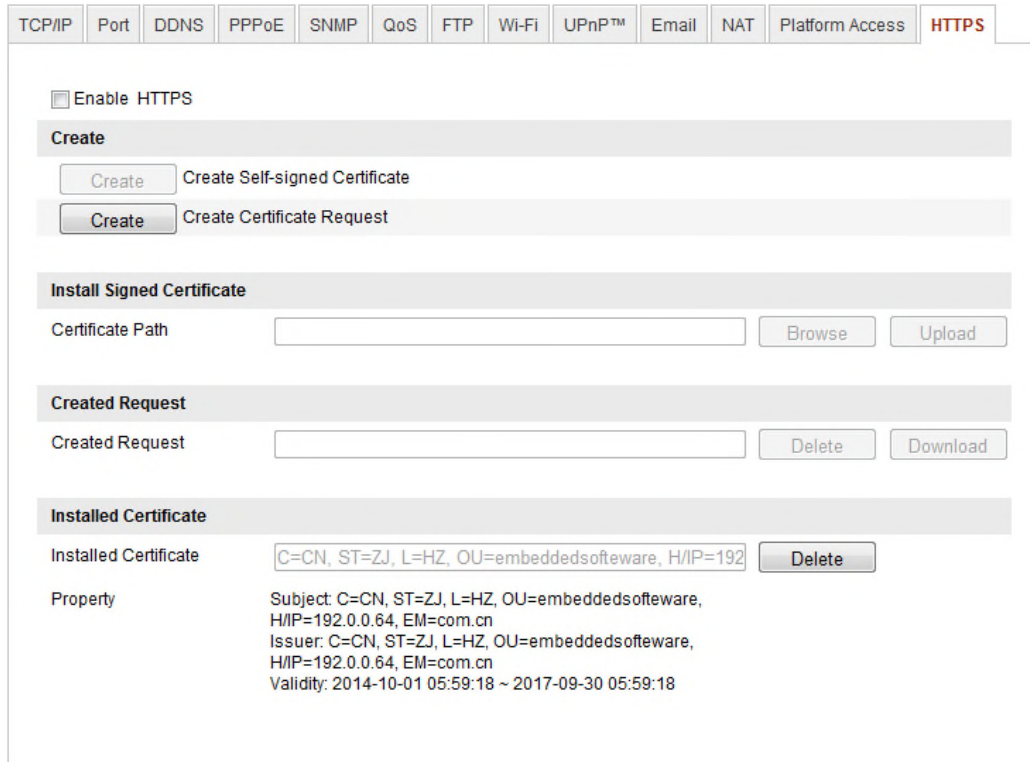 TCP/IP Port DDNS PPPoE SNMP QoS FTP Wi-Fi UPnP™ Email NAT Platform Access HTTPS
Enable HTTPS
Create
Create Create Self-signed Certificate
Create Create Certificate Request
Install Signed Certificate
Certificate Path Browse Upload
Created Request
Created Request Delete Download
Installed Certificate
Installed Certificate C=CN, ST=ZJ, L=HZ, OU=embeddedsofteware, H/IP=192 Delete
Property Subject: C=CN, ST=ZJ, L=HZ, OU=embeddedsofteware,
H/IP=192.0.0.64, EM=com.cn
Issuer: C=CN, ST=ZJ, L=HZ, OU=embeddedsofteware,
H/IP=192.0.0.64, EM=com.cn
Validity: 2014-10-01 05:59:18 ~ 2017-09-30 05:59:18